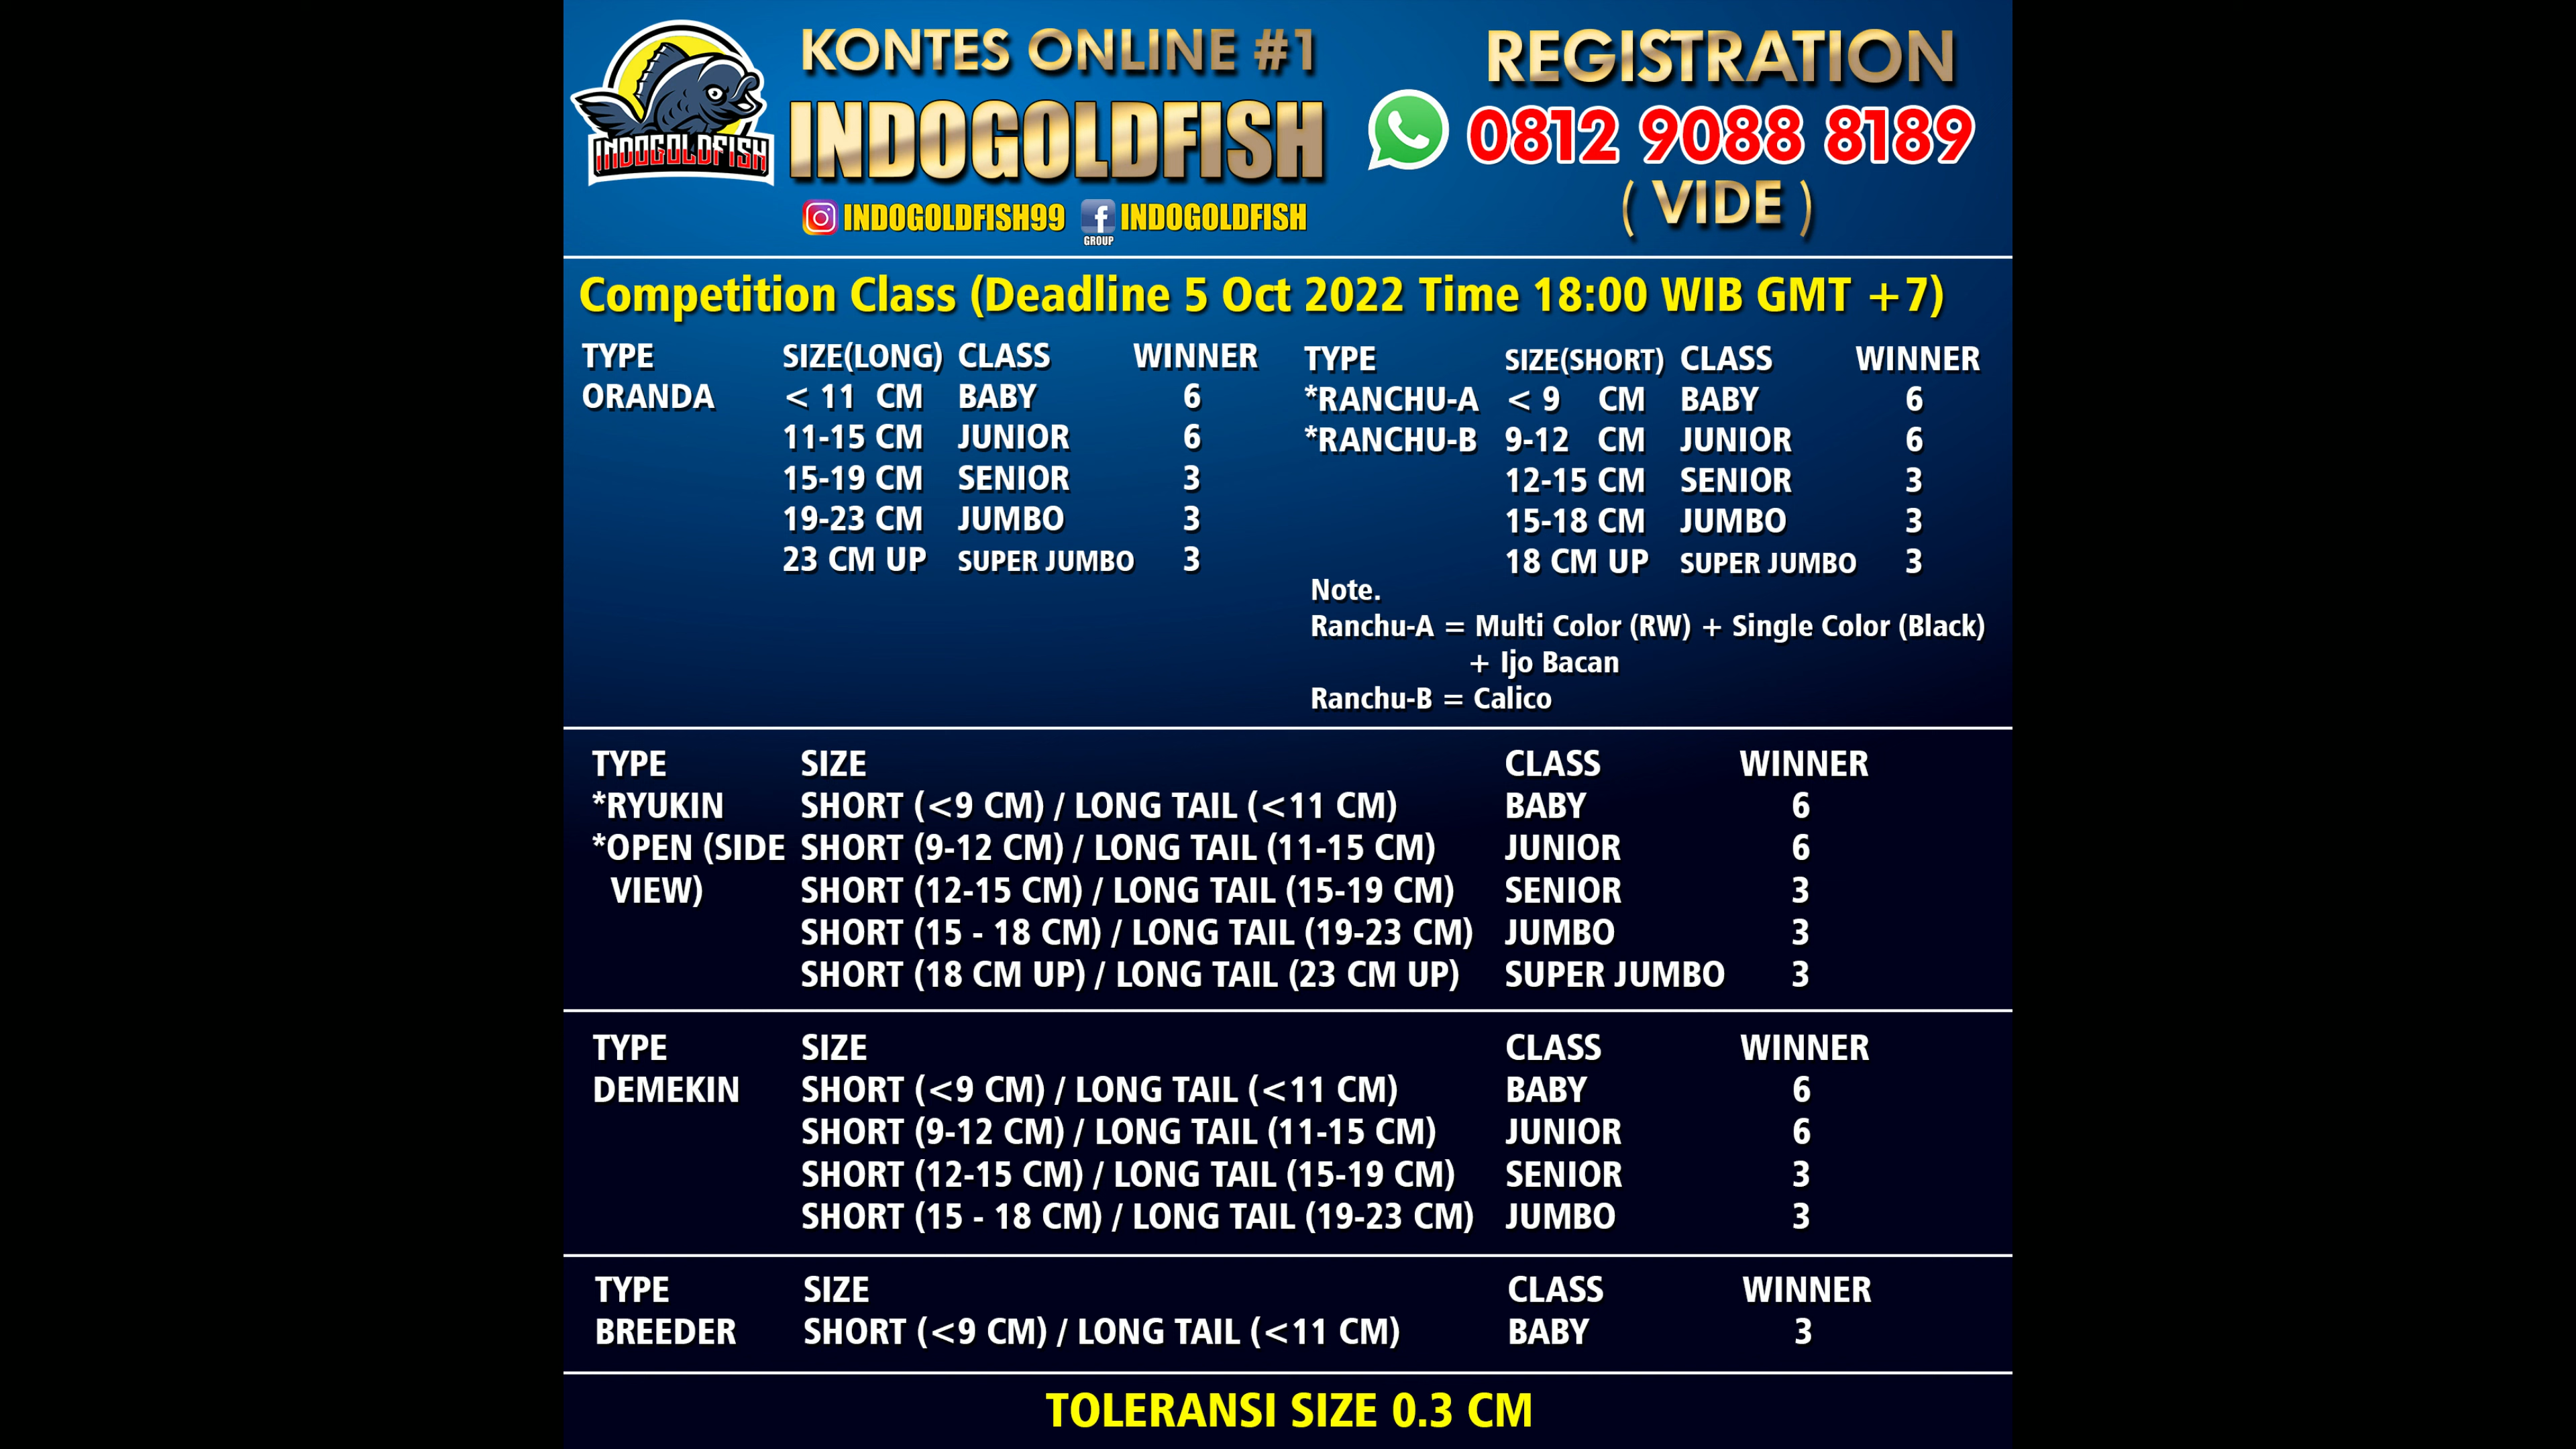 INDOGOLDFISH
KONTES ONLINE #1
INDOGOLDFISH
INDOGOLDFISH99 GROUP INDOGOLDFISH
REGISTRATION
0812 9088 8189
( VIDE )
Competition Class (Deadline 5 Oct 2022 Time 18:00 WIB GMT +7)
TYPE SIZE(LONG) CLASS WINNER
ORANDA < 11 CM BABY 6
11-15 CM JUNIOR 6
15-19 CM SENIOR 3
19-23 CM JUMBO 3
23 CM UP SUPER JUMBO 3
TYPE SIZE(SHORT) CLASS WINNER
*RANCHU-A < 9 CM BABY 6
*RANCHU-B 9-12 CM JUNIOR 6
12-15 CM SENIOR 3
15-18 CM JUMBO 3
18 CM UP SUPER JUMBO 3
Note.
Ranchu-A = Multi Color (RW) + Single Color (Black)
+ Ijo Bacan
Ranchu-B = Calico
TYPE SIZE CLASS WINNER
*RYUKIN SHORT (<9 CM) / LONG TAIL (<11 CM) BABY 6
*OPEN (SIDE SHORT (9-12 CM) / LONG TAIL (11-15 CM) JUNIOR 6
VIEW) SHORT (12-15 CM) / LONG TAIL (15-19 CM) SENIOR 3
SHORT (15 - 18 CM) / LONG TAIL (19-23 CM) JUMBO 3
SHORT (18 CM UP) / LONG TAIL (23 CM UP) SUPER JUMBO 3
TYPE SIZE CLASS WINNER
DEMEKIN SHORT (<9 CM) / LONG TAIL (<11 CM) BABY 6
SHORT (9-12 CM) / LONG TAIL (11-15 CM) JUNIOR 6
SHORT (12-15 CM) / LONG TAIL (15-19 CM) SENIOR 3
SHORT (15 - 18 CM) / LONG TAIL (19-23 CM) JUMBO 3
TYPE SIZE CLASS WINNER
BREEDER SHORT (<9 CM) / LONG TAIL (<11 CM) BABY 3
TOLERANSI SIZE 0.3 CM